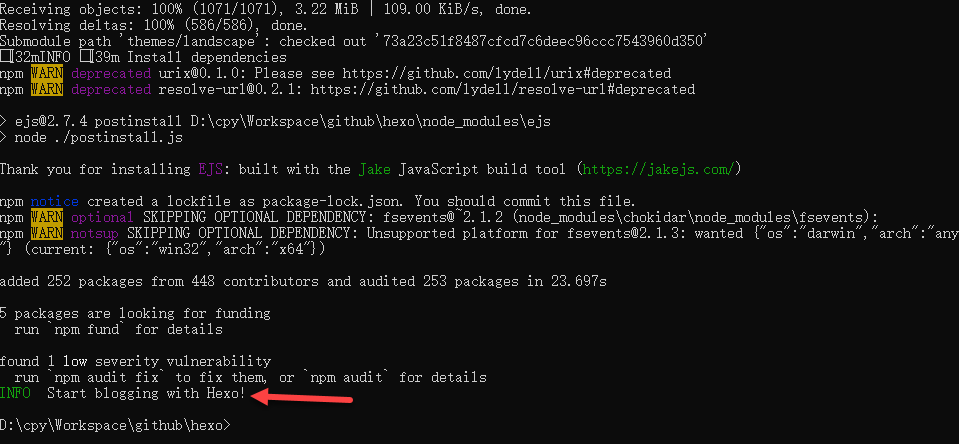 Receiving objects: 100% (1071/1071), 3.22 MiB | 109.00 KiB/s, done.
Resolving deltas: 100% (586/586), done.
Submodule path 'themes/landscape': checked out '73a23c51f8487cfcd7c6deec96ccc7543960d350'
□[32mINFO □[39m Install dependencies
npm WARN deprecated urix@0.1.0: Please see https://github.com/lydell/urix#deprecated
npm WARN deprecated resolve-url@0.2.1: https://github.com/lydell/resolve-url#deprecated
> ejs@2.7.4 postinstall D:\cpy\Workspace\github\hexo\node_modules\ejs
> node ./postinstall.js
Thank you for installing EJS: built with the Jake JavaScript build tool (https://jakejs.com/)
npm notice created a lockfile as package-lock.json. You should commit this file.
npm WARN optional SKIPPING OPTIONAL DEPENDENCY: fsevents@~2.1.2 (node_modules\chokidar\node_modules\fsevents):
npm WARN notsup SKIPPING OPTIONAL DEPENDENCY: Unsupported platform for fsevents@2.1.3: wanted {"os":"darwin","arch":"any
"} (current: {"os":"win32","arch":"x64"})
added 252 packages from 448 contributors and audited 253 packages in 23.697s
5 packages are looking for funding
  run `npm fund` for details
found 1 low severity vulnerability
  run `npm audit fix` to fix them, or `npm audit` for details
INFO  Start blogging with Hexo!
D:\cpy\Workspace\github\hexo>